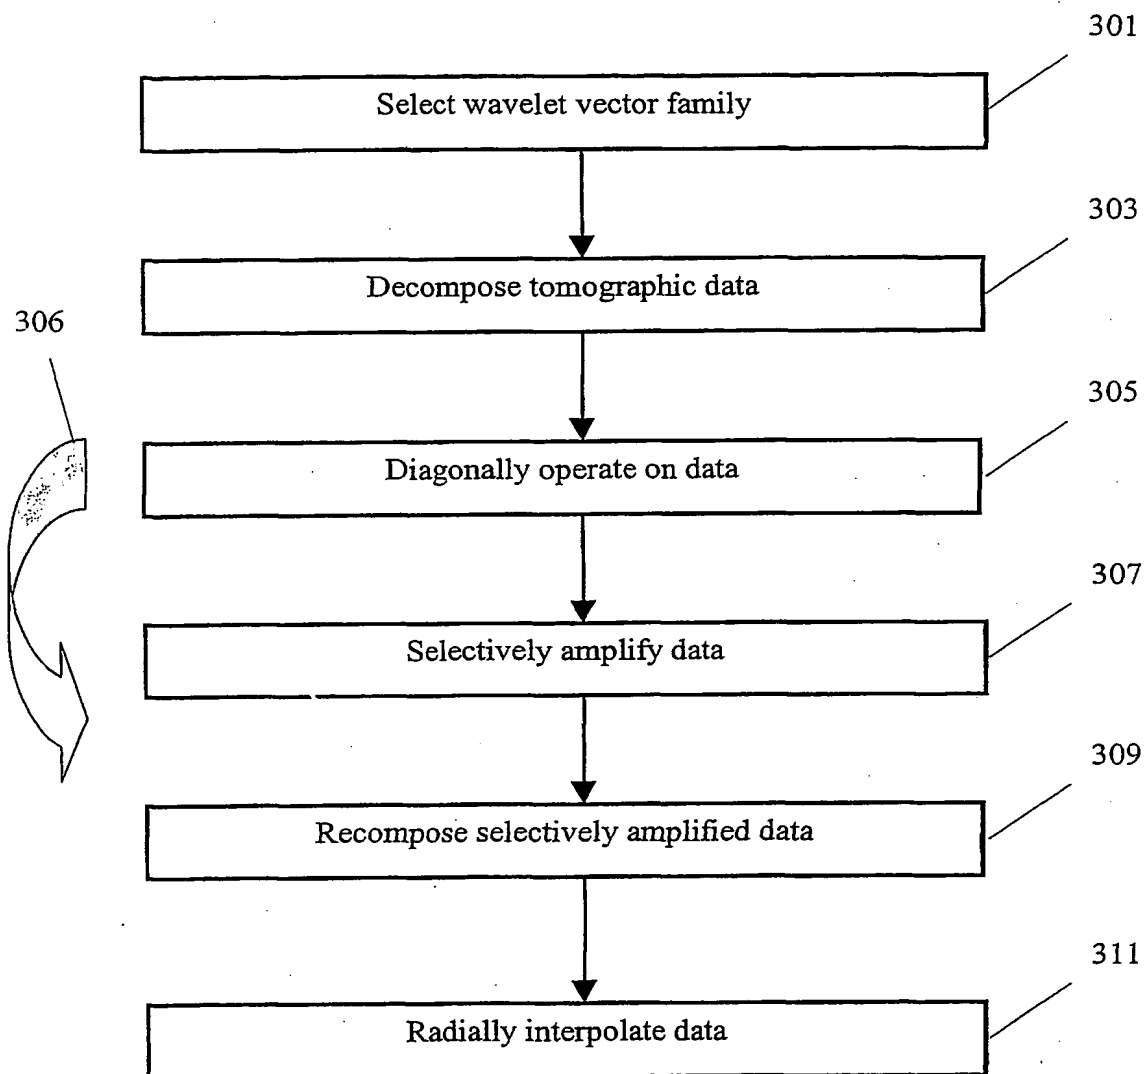 301
Select wavelet vector family
303
Decompose tomographic data
306
305
Diagonally operate on data
307
Selectively amplify data
309
Recompose selectively amplified data
311
Radially interpolate data